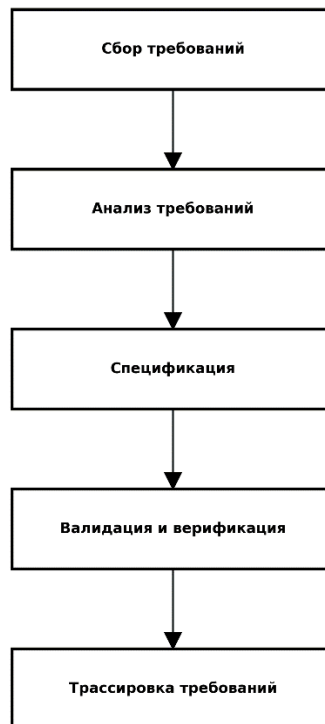 Сбор требований
Анализ требований
Спецификация
Валидация и верификация
Трассировка требований